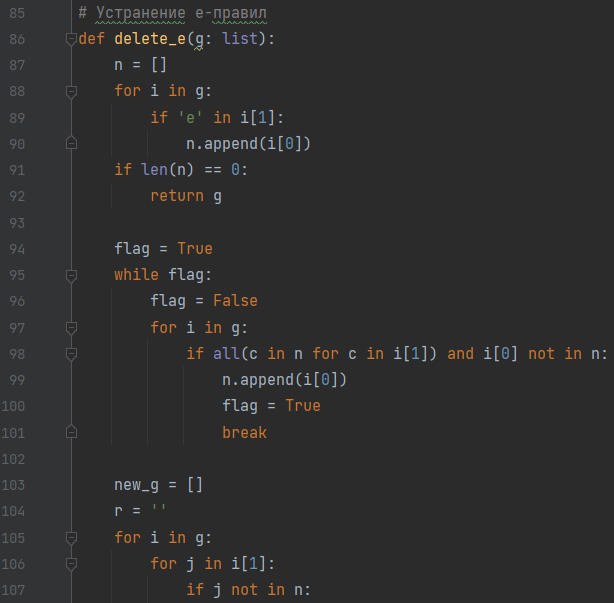 85 # Устранение e-правил
86 def delete_e(g: list):
87     n = []
88     for i in g:
89         if 'e' in i[1]:
90             n.append(i[0])
91     if len(n) == 0:
92         return g
93
94     flag = True
95     while flag:
96         flag = False
97         for i in g:
98             if all(c in n for c in i[1]) and i[0] not in n:
99                 n.append(i[0])
100                 flag = True
101                 break
102
103     new_g = []
104     r = ''
105     for i in g:
106         for j in i[1]:
107             if j not in n: